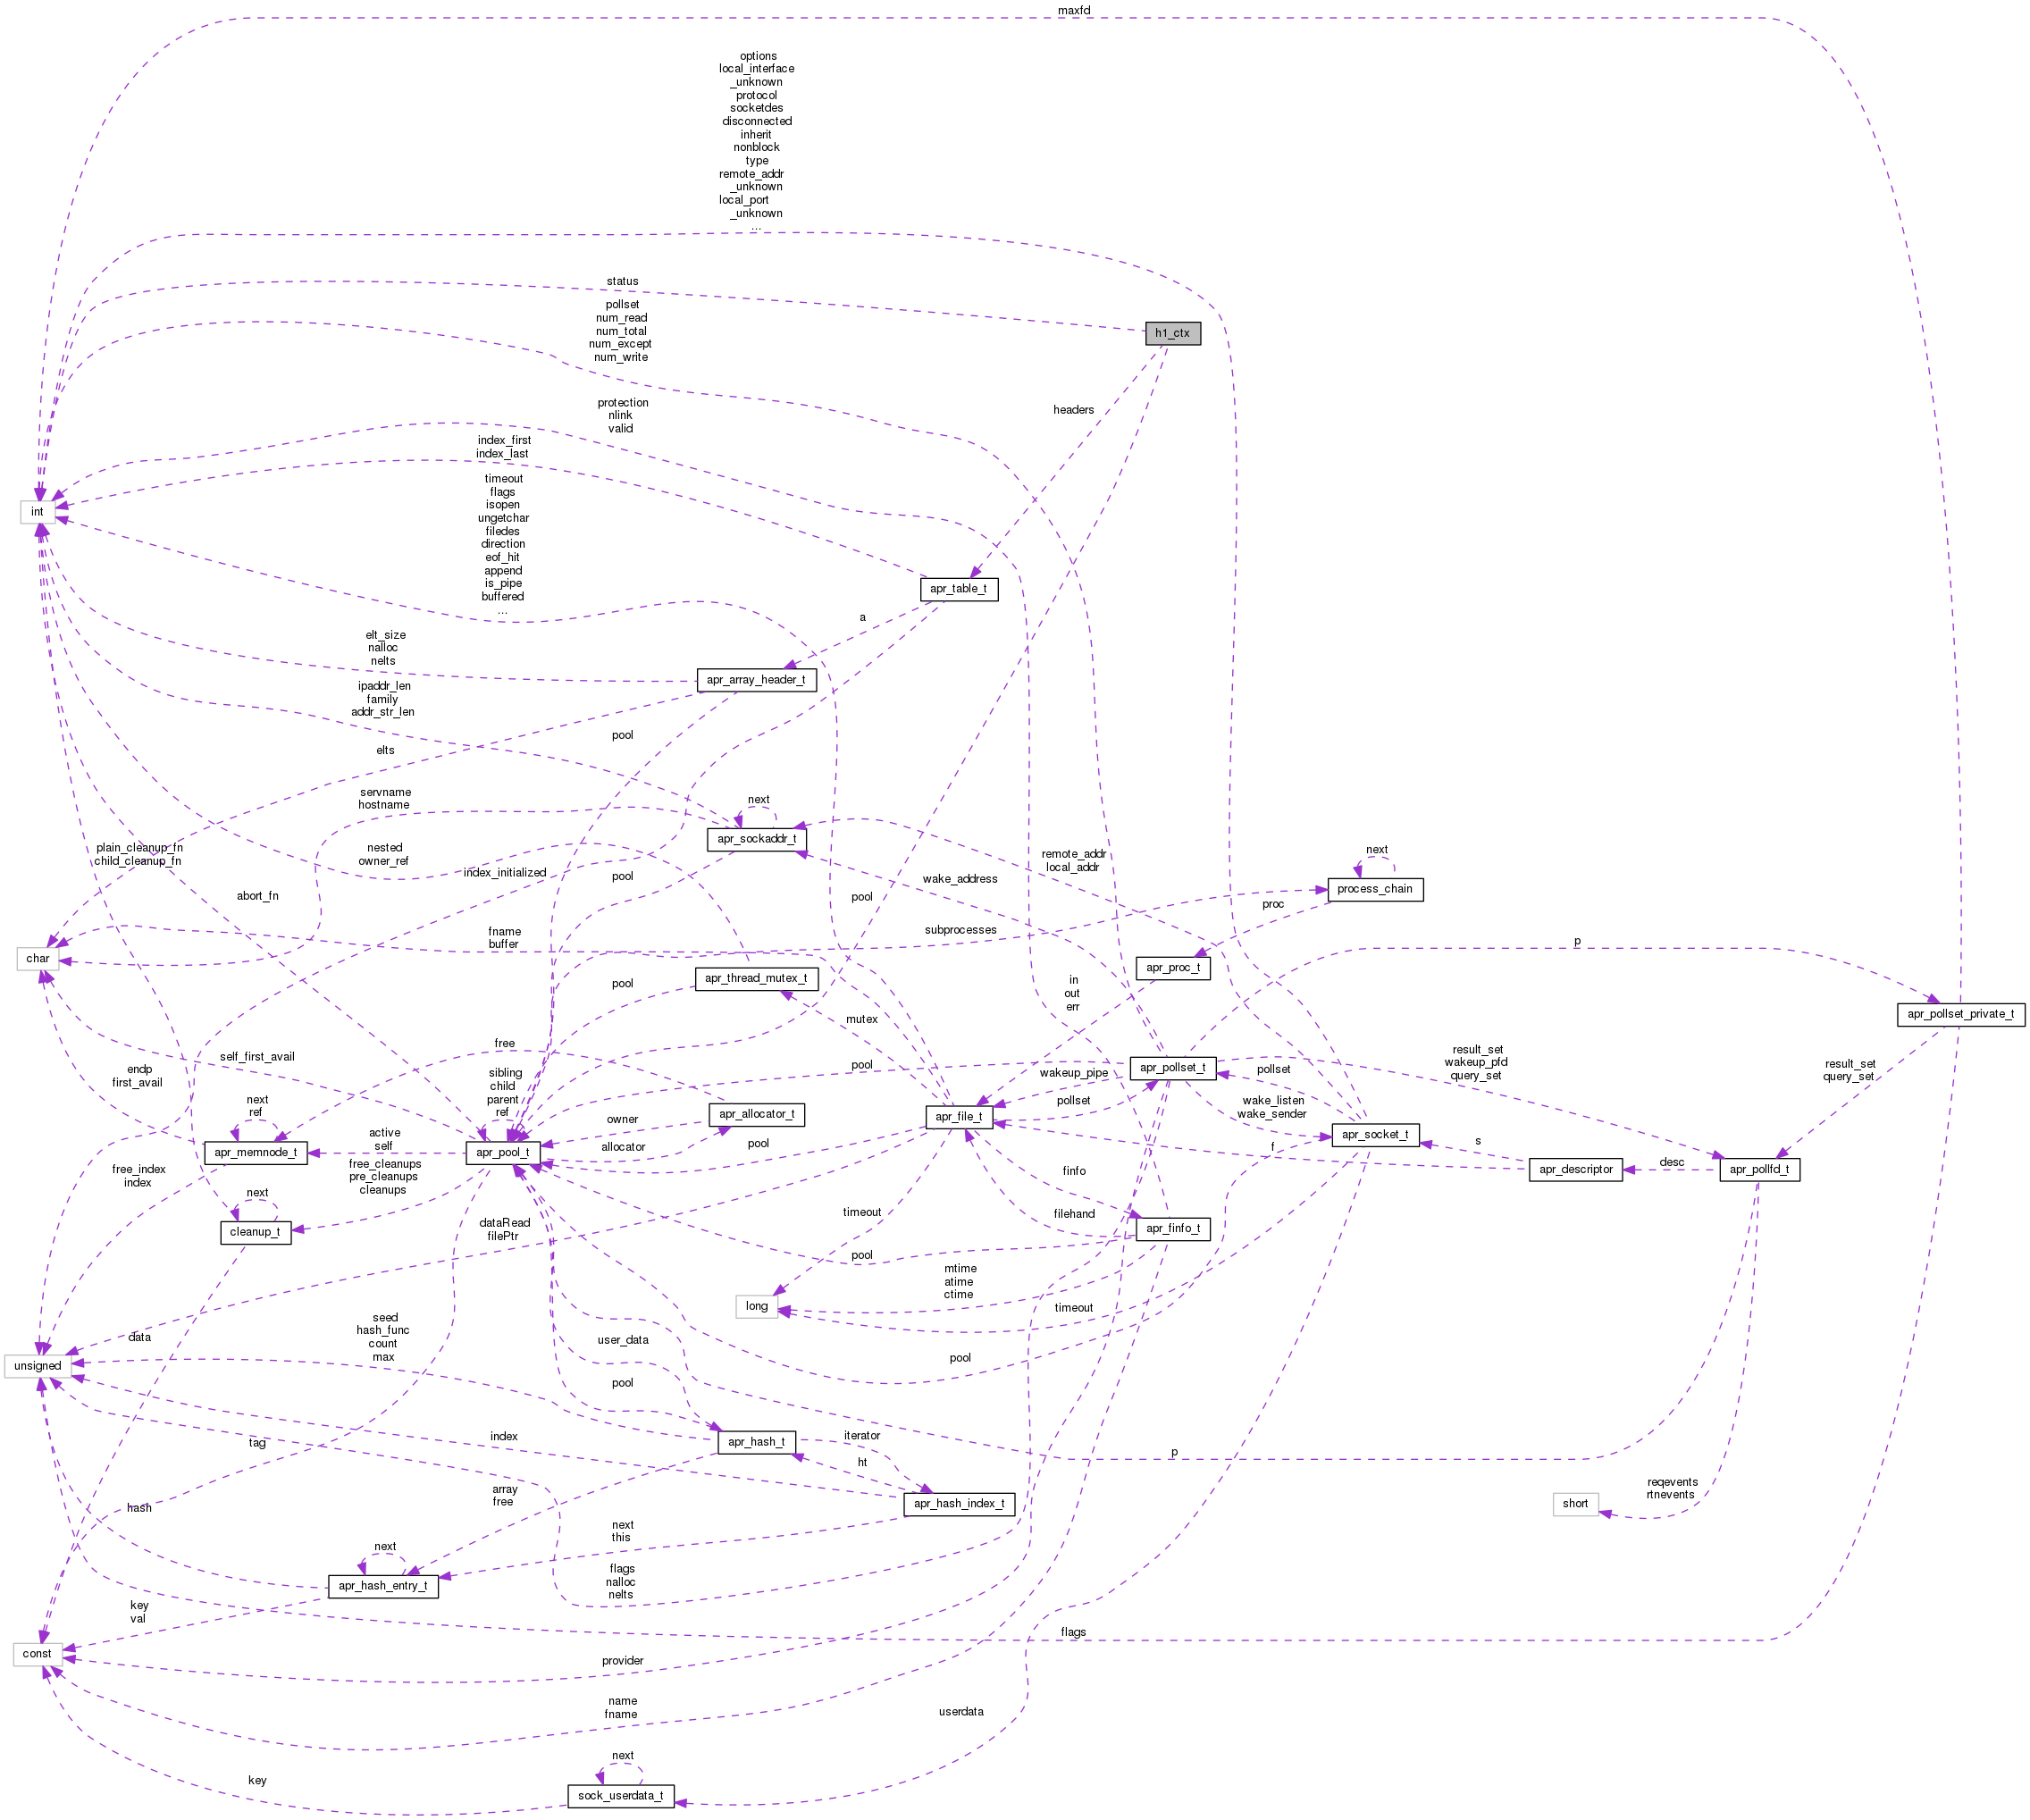 maxfd
options
local_interface
_unknown
protocol
socketdes
disconnected
inherit
nonblock
type
remote_addr
_unknown
local_port
_unknown
...
status
pollset
num_read
num_total
num_except
num_write
h1_ctx
protection
nlink
valid
headers
index_first
index_last
timeout
flags
isopen
ungetchar
filedes
direction
eof_hit
append
is_pipe
buffered
...
int
apr_table_t
a
elt_size
nalloc
nelts
apr_array_header_t
ipaddr_len
family
addr_str_len
pool
elts
servname
hostname
next
apr_sockaddr_t
plain_cleanup_fn
child_cleanup_fn
nested
owner_ref
index_initialized
pool
wake_address
remote_addr
local_addr
next
process_chain
abort_fn
pool
proc
fname
buffer
subprocesses
p
char
apr_thread_mutex_t
apr_proc_t
pool
in
out
err
apr_pollset_private_t
mutex
free
self_first_avail
endp
first_avail
sibling
child
parent
ref
pool
wakeup_pipe
apr_pollset_t
pollset
result_set
wakeup_pfd
query_set
result_set
query_set
next
ref
apr_allocator_t
apr_file_t
pollset
wake_listen
wake_sender
apr_socket_t
owner
active
self
apr_memnode_t
apr_pool_t
allocator
pool
f
s
apr_descriptor
desc
apr_pollfd_t
free_index
index
free_cleanups
pre_cleanups
cleanups
finfo
next
cleanup_t
dataRead
filePtr
timeout
filehand
apr_finfo_t
pool
mtime
atime
ctime
long
timeout
data
seed
hash_func
count
max
user_data
pool
unsigned
pool
tag
index
apr_hash_t
iterator
ht
p
array
free
apr_hash_index_t
reqevents
rtnevents
short
hash
next
this
next
apr_hash_entry_t
flags
nalloc
nelts
key
val
flags
const
provider
name
fname
userdata
next
key
sock_userdata_t